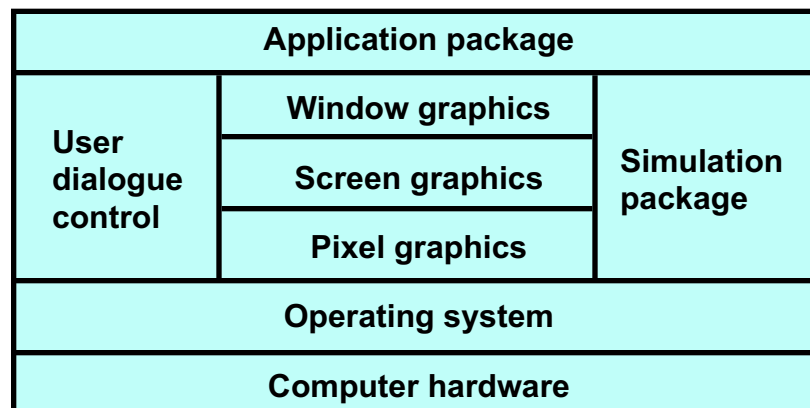 Application package
User
dialogue
control
Window graphics
Screen graphics
Pixel graphics
Simulation
package
Operating system
Computer hardware